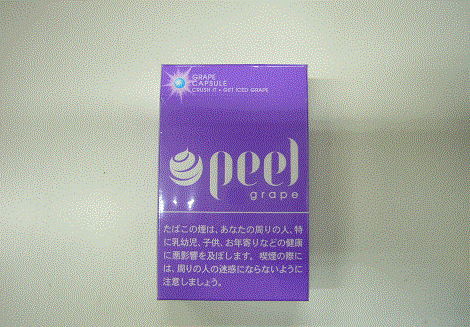 GRAPE
CAPSULE
CRUSH IT • GET ICED GRAPE
peel
grape
たばこの煙は、あなたの周りの人、特
に乳幼児、子供、お年寄りなどの健康
に悪影響を及ぼします。喫煙の際に
は、周りの人の迷惑にならないように
注意しましょう。